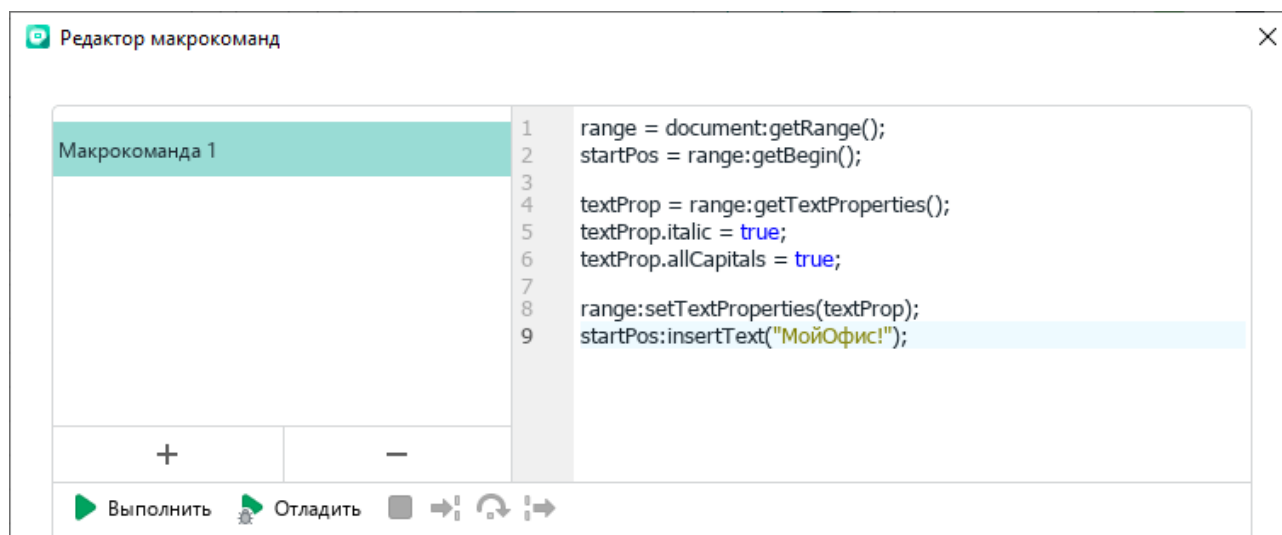 Редактор макрокоманд
Макрокоманда 1
1 range = document:getRange();
2 startPos = range:getBegin();
3
4 textProp = range:getTextProperties();
5 textProp.italic = true;
6 textProp.allCapitals = true;
7
8 range:setTextProperties(textProp);
9 startPos:insertText("МойОфис!");
+ −
Выполнить Отладить